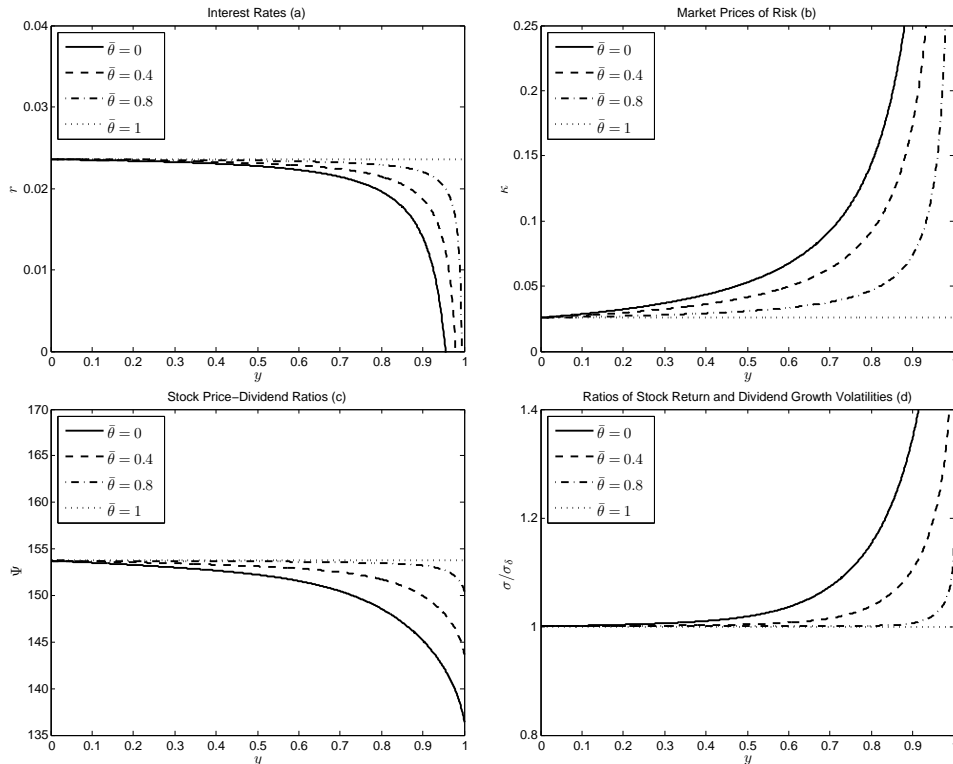 Interest Rates (a)
0.04
0.03
0.02
0.01
0
r
θ̄ = 0
θ̄ = 0.4
θ̄ = 0.8
θ̄ = 1
0 0.1 0.2 0.3 0.4 0.5 0.6 0.7 0.8 0.9 1
y
Market Prices of Risk (b)
0.25
0.2
0.15
0.1
0.05
0
κ
θ̄ = 0
θ̄ = 0.4
θ̄ = 0.8
θ̄ = 1
0 0.1 0.2 0.3 0.4 0.5 0.6 0.7 0.8 0.9 1
y
Stock Price−Dividend Ratios (c)
170
165
160
155
150
145
140
135
Ψ
θ̄ = 0
θ̄ = 0.4
θ̄ = 0.8
θ̄ = 1
0 0.1 0.2 0.3 0.4 0.5 0.6 0.7 0.8 0.9 1
y
Ratios of Stock Return and Dividend Growth Volatilities (d)
1.4
1.2
1
0.8
σ/σδ
θ̄ = 0
θ̄ = 0.4
θ̄ = 0.8
θ̄ = 1
0 0.1 0.2 0.3 0.4 0.5 0.6 0.7 0.8 0.9 1
y